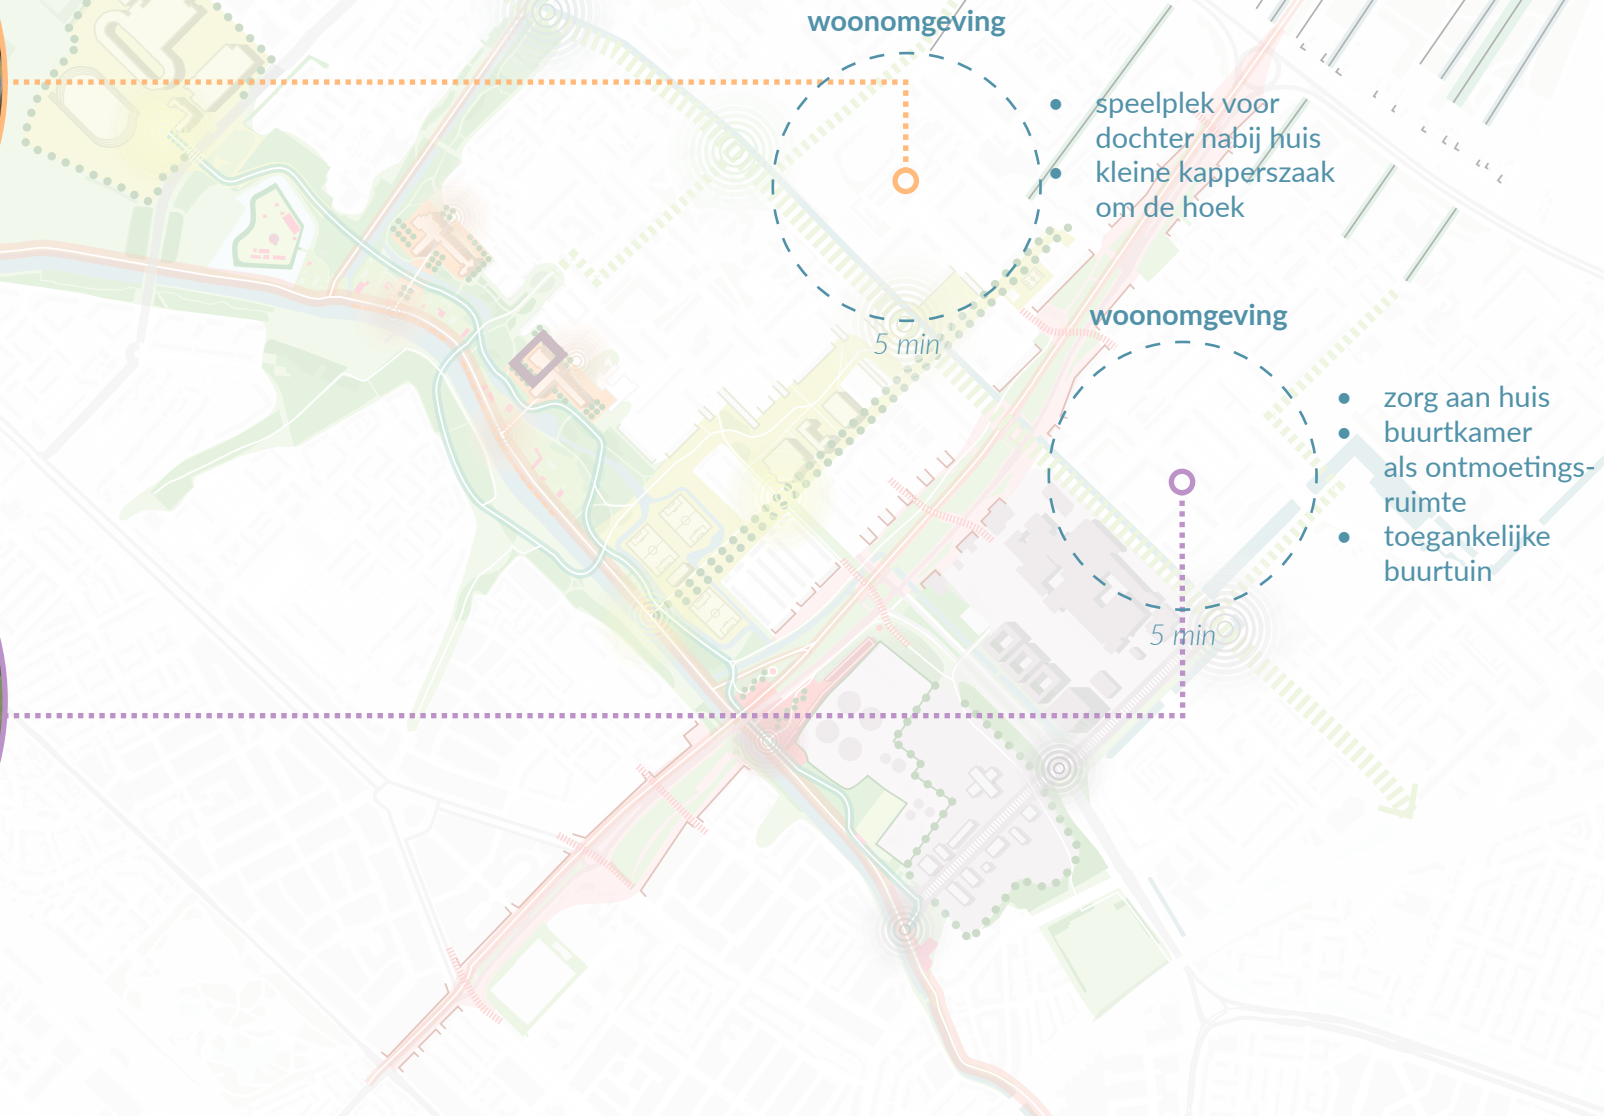 woonomgeving
• speelplek voor
dochter nabij huis
• kleine kapperszaak
om de hoek
5 min
woonomgeving
• zorg aan huis
• buurtkamer
als ontmoetings-
ruimte
• toegankelijke
buurtuin
5 min